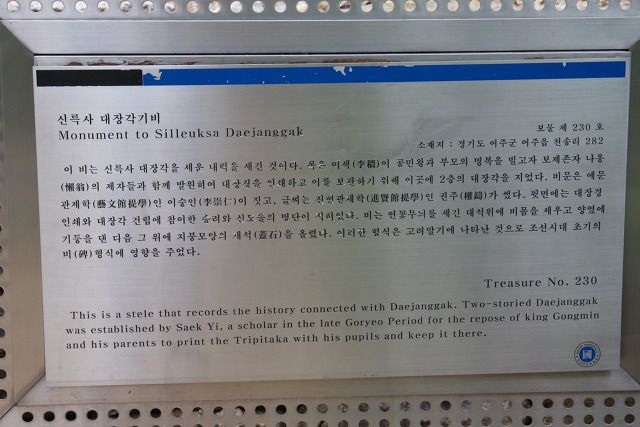 신륵사 대장각기비
Monument to Silleuksa Daejanggak
보물 제 230 호
소재지 : 경기도 여주군 여주읍 천송리 282
이 비는 신륵사 대장각을 세운 내력을 새긴 것이다. 목은 이색(李穡)이 공민왕과 부모의 명복을 빌고자 보제존자 나옹
(懶翁)의 제자들과 함께 발원하여 대장경을 인쇄하고 이를 보관하기 위해 이곳에 2층의 대장각을 지었다. 비문은 예문
관제학(藝文館提學)인 이숭인(李崇仁)이 짓고, 글씨는 진현관제학(進賢館提學)인 권주(權鑄)가 썼다. 뒷면에는 대장경
인쇄와 대장각 건립에 참여한 승려와 신도들의 명단이 적혀있다. 비는 연꽃무늬를 새긴 대석위에 비몸을 세우고 양옆에
기둥을 댄 다음 그 위에 지붕모양의 개석(蓋石)을 올렸다. 이러한 형식은 고려말기에 나타난 것으로 조선시대 초기의
비(碑)형식에 영향을 주었다.
Treasure No. 230
This is a stele that records the history connected with Daejanggak. Two-storied Daejanggak
was established by Saek Yi, a scholar in the late Goryeo Period for the repose of king Gongmin
and his parents to print the Tripitaka with his pupils and keep it there.
國